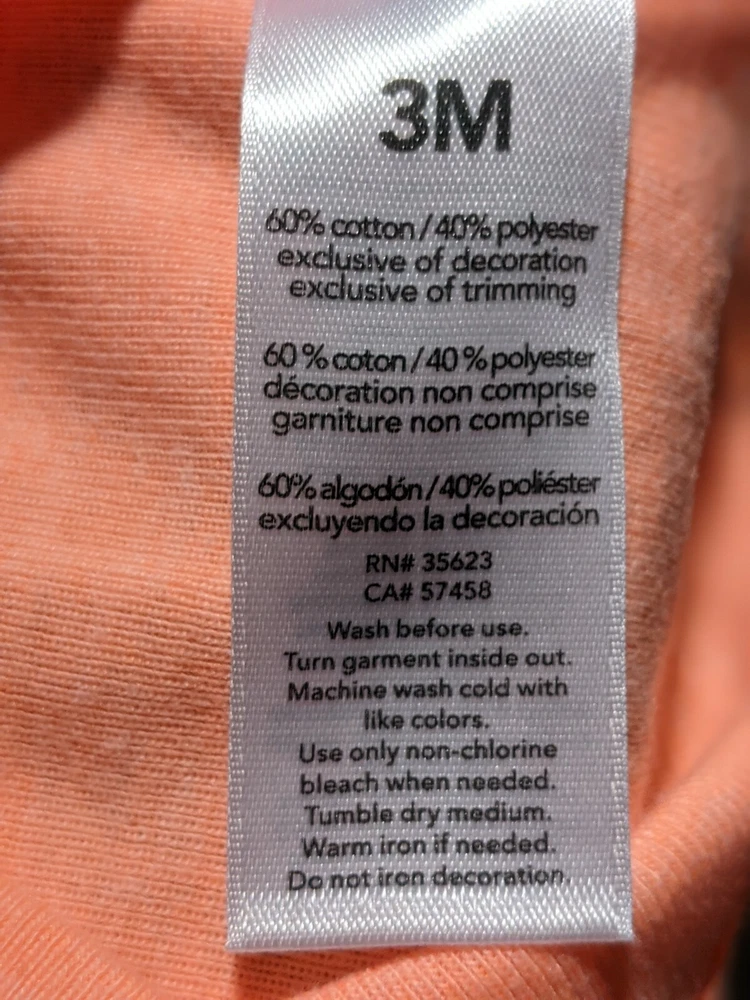 3M
60% cotton/40% polyester
exclusive of decoration
exclusive of trimming
60 % coton/40 % polyester
décoration non comprise
garniture non comprise
60% algodón/40% poliéster
excluyendo la decoración
RN# 35623
CA# 57458
Wash before use.
Turn garment inside out.
Machine wash cold with
like colors.
Use only non-chlorine
bleach when needed.
Tumble dry medium.
Warm iron if needed.
Do not iron decoration.